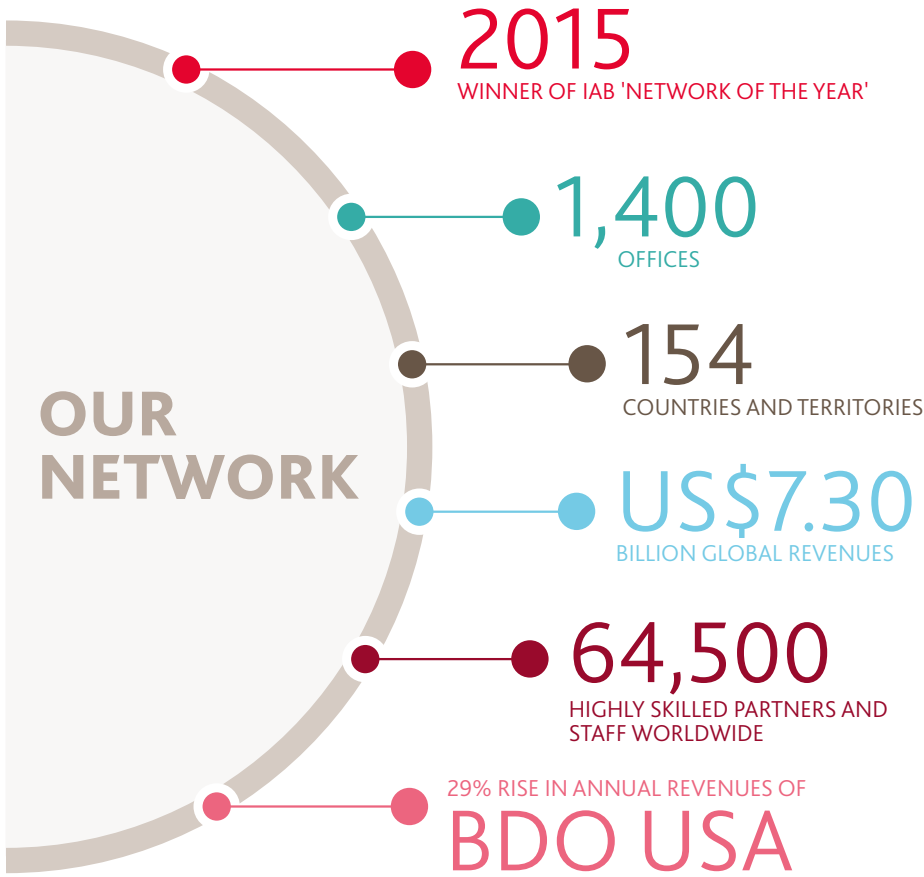 2015
WINNER OF IAB 'NETWORK OF THE YEAR'
1,400
OFFICES
154
COUNTRIES AND TERRITORIES
OUR
NETWORK
US$7.30
BILLION GLOBAL REVENUES
64,500
HIGHLY SKILLED PARTNERS AND
STAFF WORLDWIDE
29% RISE IN ANNUAL REVENUES OF
BDO USA